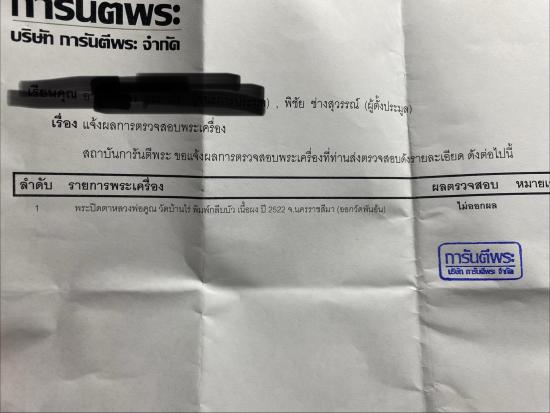 การันตีพระ
บริษัท การันตีพระ จำกัด
เรียนคุณ , พิชัย ช่างสุวรรณ์ (ผู้ตั้งประมูล)
เรื่อง แจ้งผลการตรวจสอบพระเครื่อง
สถาบันการันตีพระ ขอแจ้งผลการตรวจสอบพระเครื่องที่ท่านส่งตรวจสอบดังรายละเอียด ดังต่อไปนี้
ลำดับ รายการพระเครื่อง ผลตรวจสอบ หมายเ
1 พระปิดตาหลวงพ่อคูณ วัดบ้านไร่ พิมพ์กลีบบัว เนื้อผง ปี 2522 จ.นครราชสีมา (ออกวัดพันอ้น) ไม่ออกผล
การันตีพระ
บริษัท การันตีพระ จำกัด